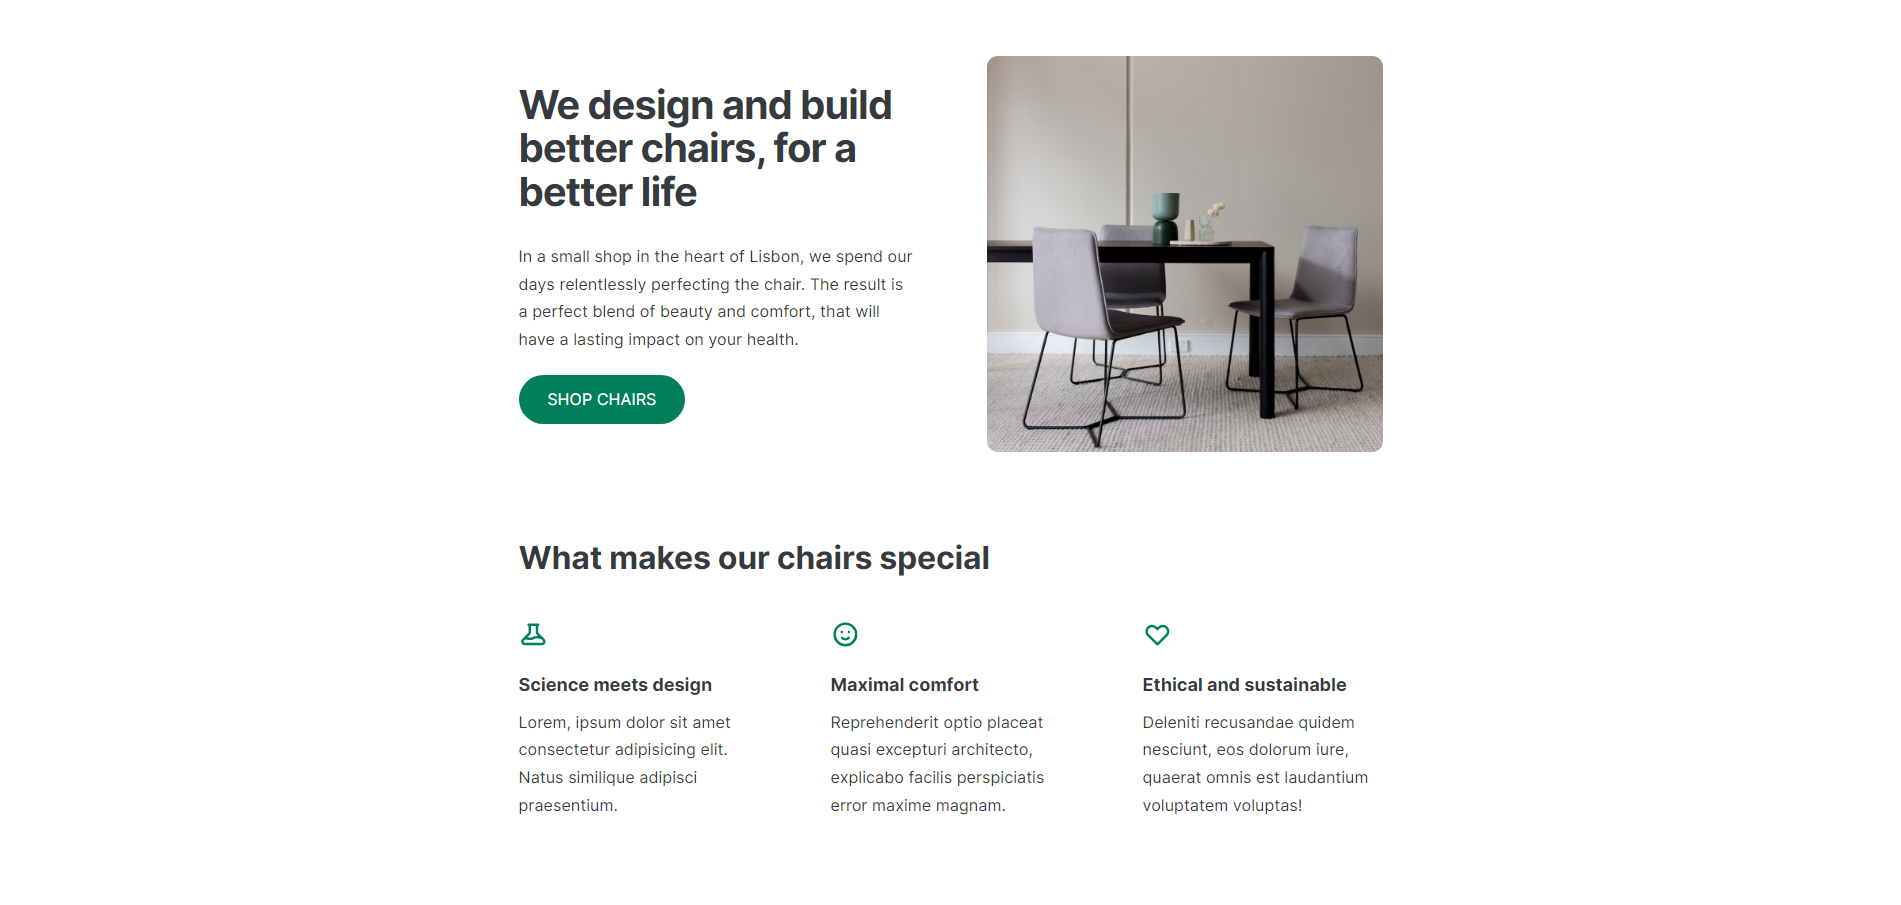 We design and build
better chairs, for a
better life
In a small shop in the heart of Lisbon, we spend our
days relentlessly perfecting the chair. The result is
a perfect blend of beauty and comfort, that will
have a lasting impact on your health.
SHOP CHAIRS
What makes our chairs special
Science meets design
Lorem, ipsum dolor sit amet
consectetur adipisicing elit.
Natus similique adipisci
praesentium.
Maximal comfort
Reprehenderit optio placeat
quasi excepturi architecto,
explicabo facilis perspiciatis
error maxime magnam.
Ethical and sustainable
Deleniti recusandae quidem
nesciunt, eos dolorum iure,
quaerat omnis est laudantium
voluptatem voluptas!